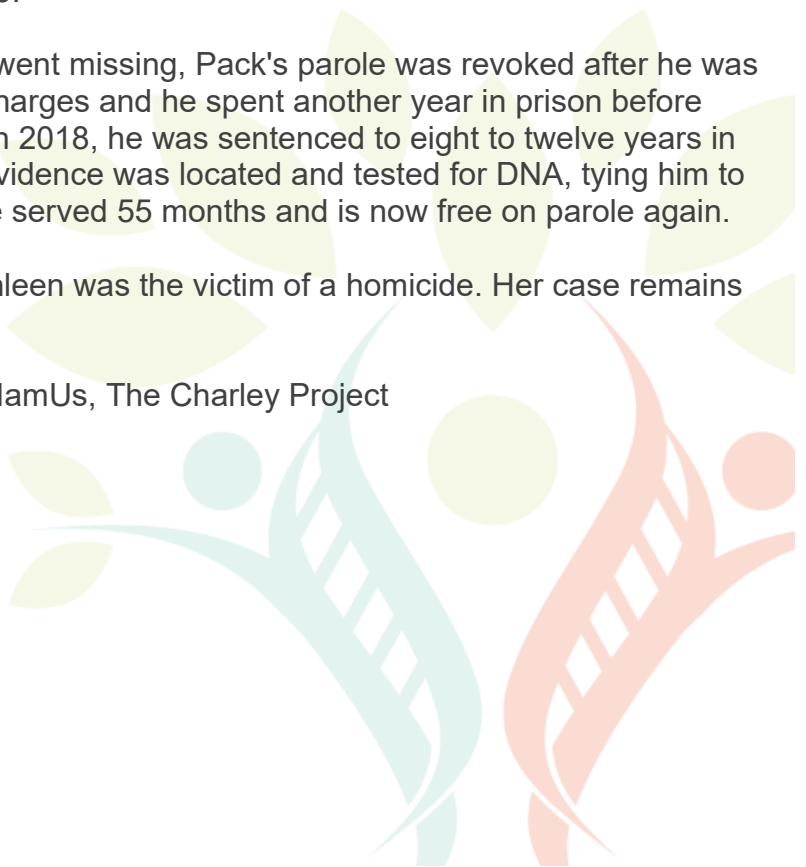 went missing, Pack's parole was revoked after he was
harges and he spent another year in prison before
n 2018, he was sentenced to eight to twelve years in
vidence was located and tested for DNA, tying him to
e served 55 months and is now free on parole again.
nleen was the victim of a homicide. Her case remains
amUs, The Charley Project